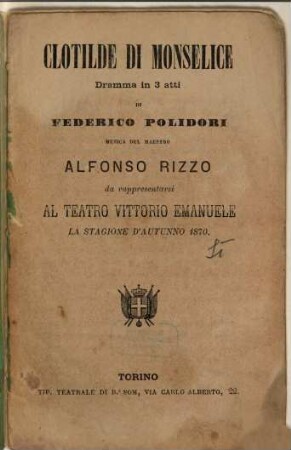 CLOTILDE DI MONSELICE
Dramma in 3 atti
DI
FEDERICO POLIDORI
MUSICA DEL MAESTRO
ALFONSO RIZZO
da rappresentarsi
AL TEATRO VITTORIO EMANUELE
LA STAGIONE D'AUTUNNO 1870.
TORINO
TIP. TEATRALE DI B.º SOM, VIA CARLO ALBERTO, 22.